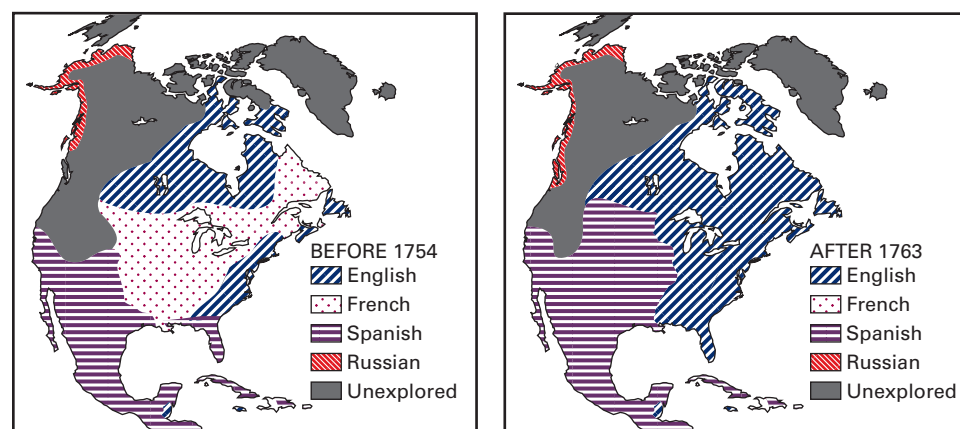 BEFORE 1754
English
French
Spanish
Russian
Unexplored
AFTER 1763
English
French
Spanish
Russian
Unexplored